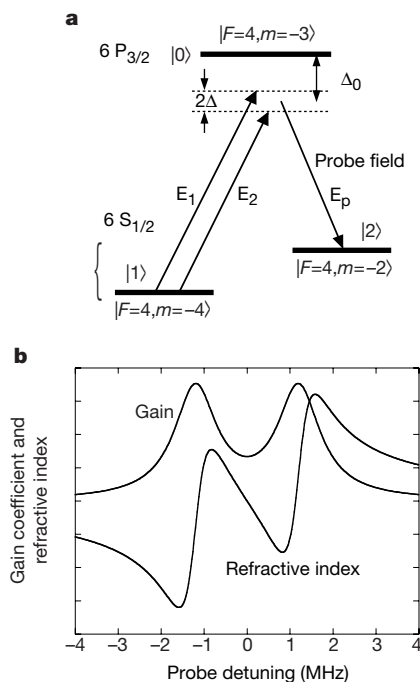 a
|F=4,m=−3⟩
6 P3/2
|0⟩
Δ0
2Δ
Probe field
E1
E2
Ep
6 S1/2
|1⟩
|2⟩
|F=4,m=−2⟩
|F=4,m=−4⟩
b
Gain coefficient and
refractive index
Gain
Refractive index
−4 −3 −2 −1 0 1 2 3 4
Probe detuning (MHz)